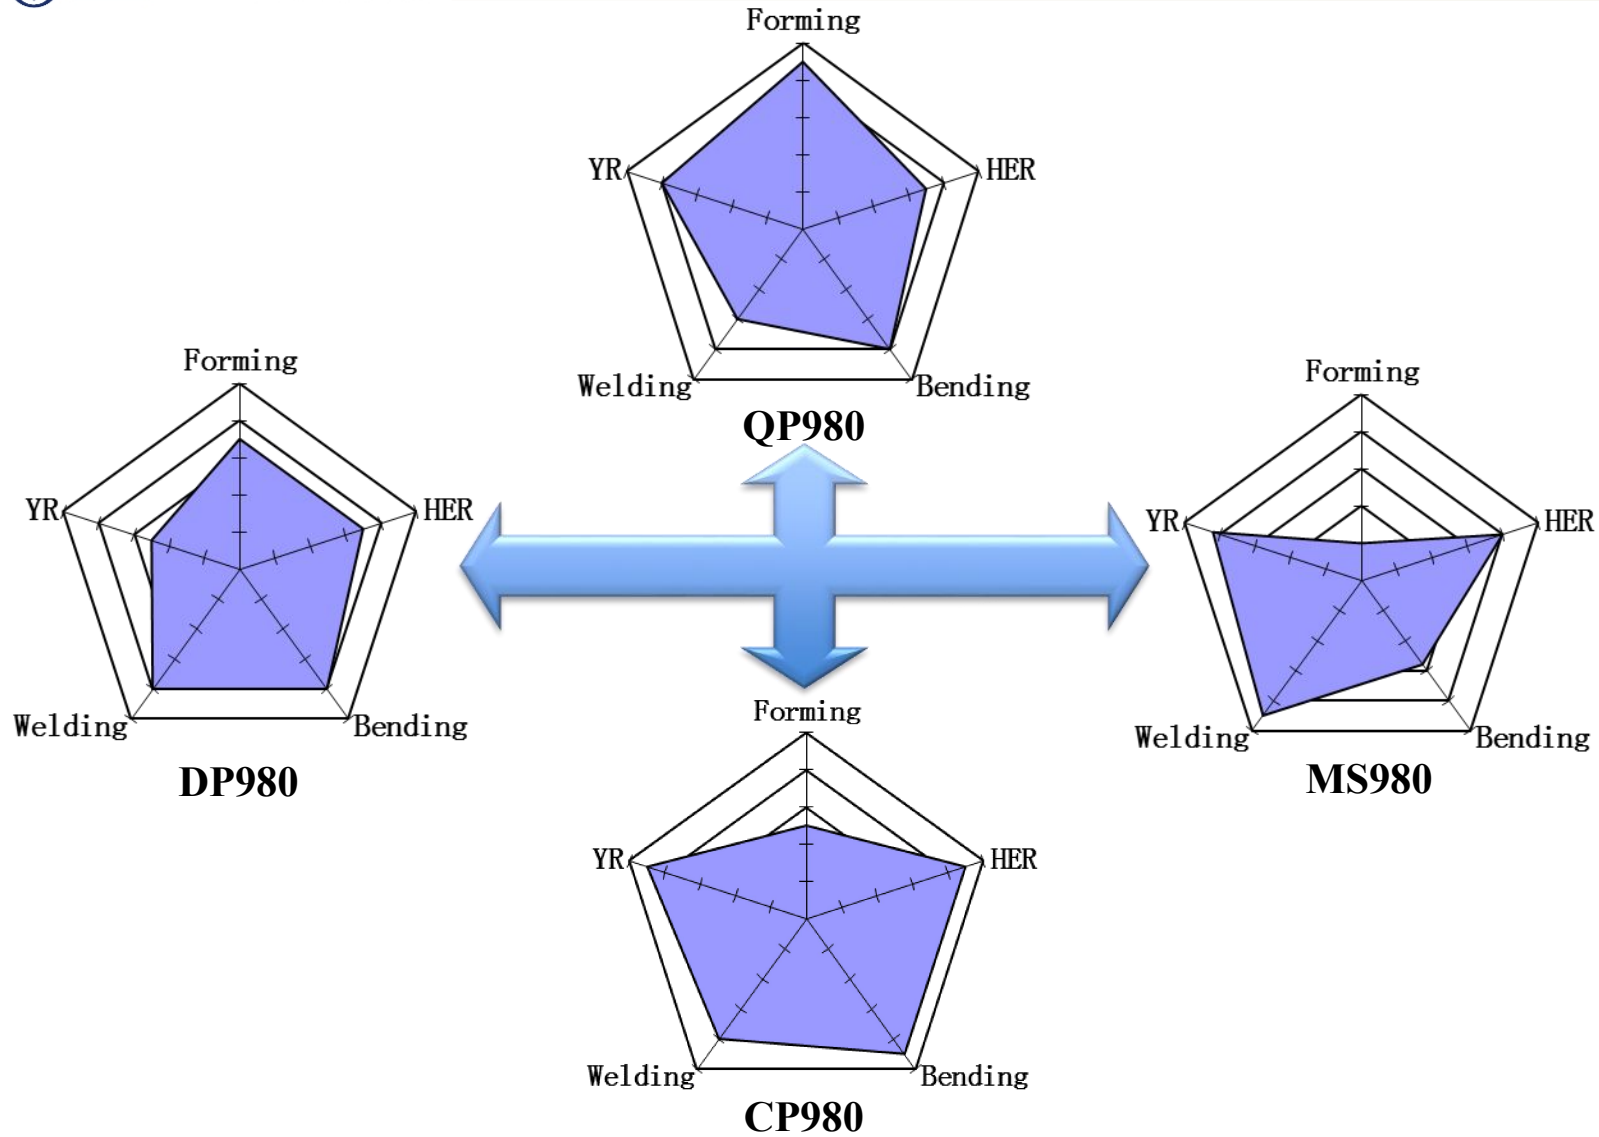 Forming
YR
HER
Welding
Bending
QP980
Forming
YR
HER
Welding
Bending
DP980
Forming
YR
HER
Welding
Bending
MS980
Forming
YR
HER
Welding
Bending
CP980